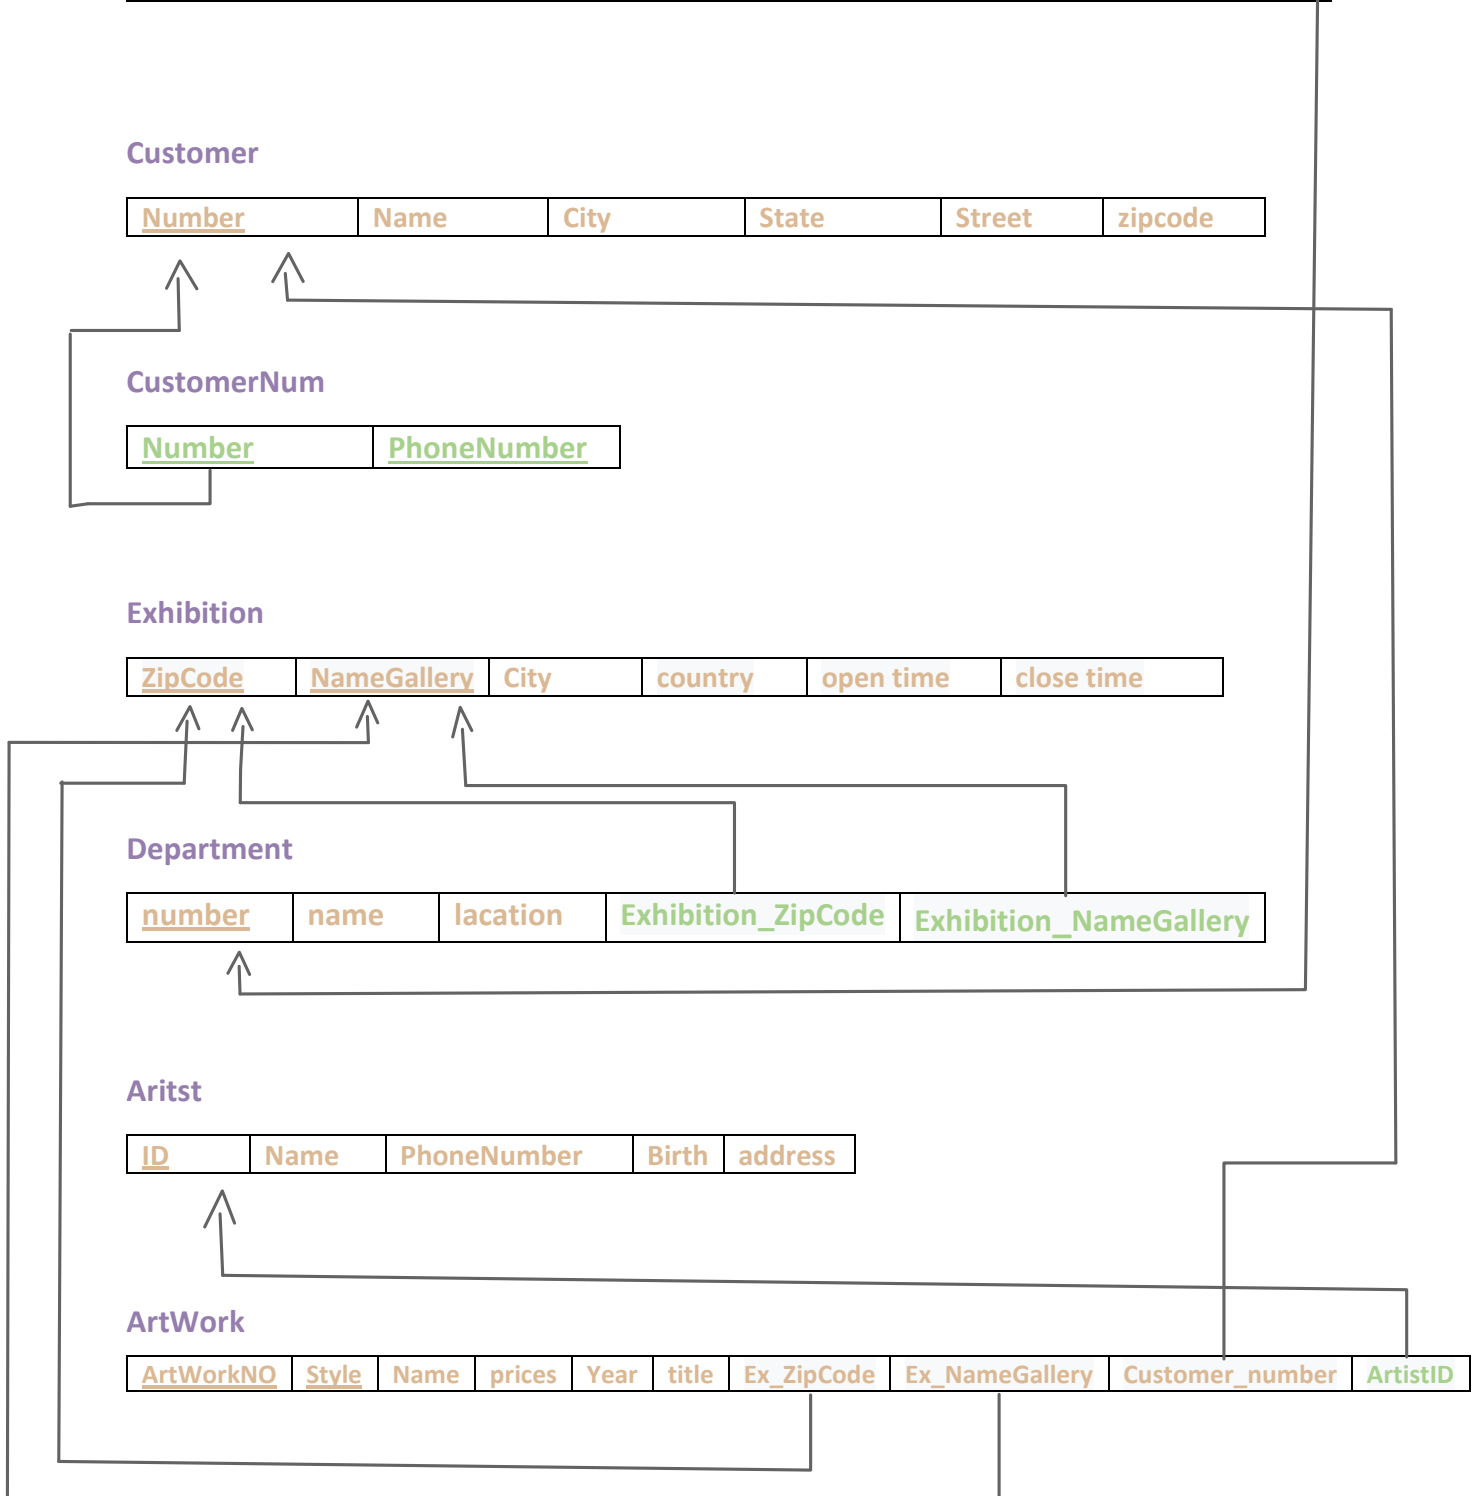 Customer
Number Name City State Street zipcode
CustomerNum
Number PhoneNumber
Exhibition
ZipCode NameGallery City country open time close time
Department
number name lacation Exhibition_ZipCode Exhibition_NameGallery
Aritst
ID Name PhoneNumber Birth address
ArtWork
ArtWorkNO Style Name prices Year title Ex_ZipCode Ex_NameGallery Customer_number ArtistID